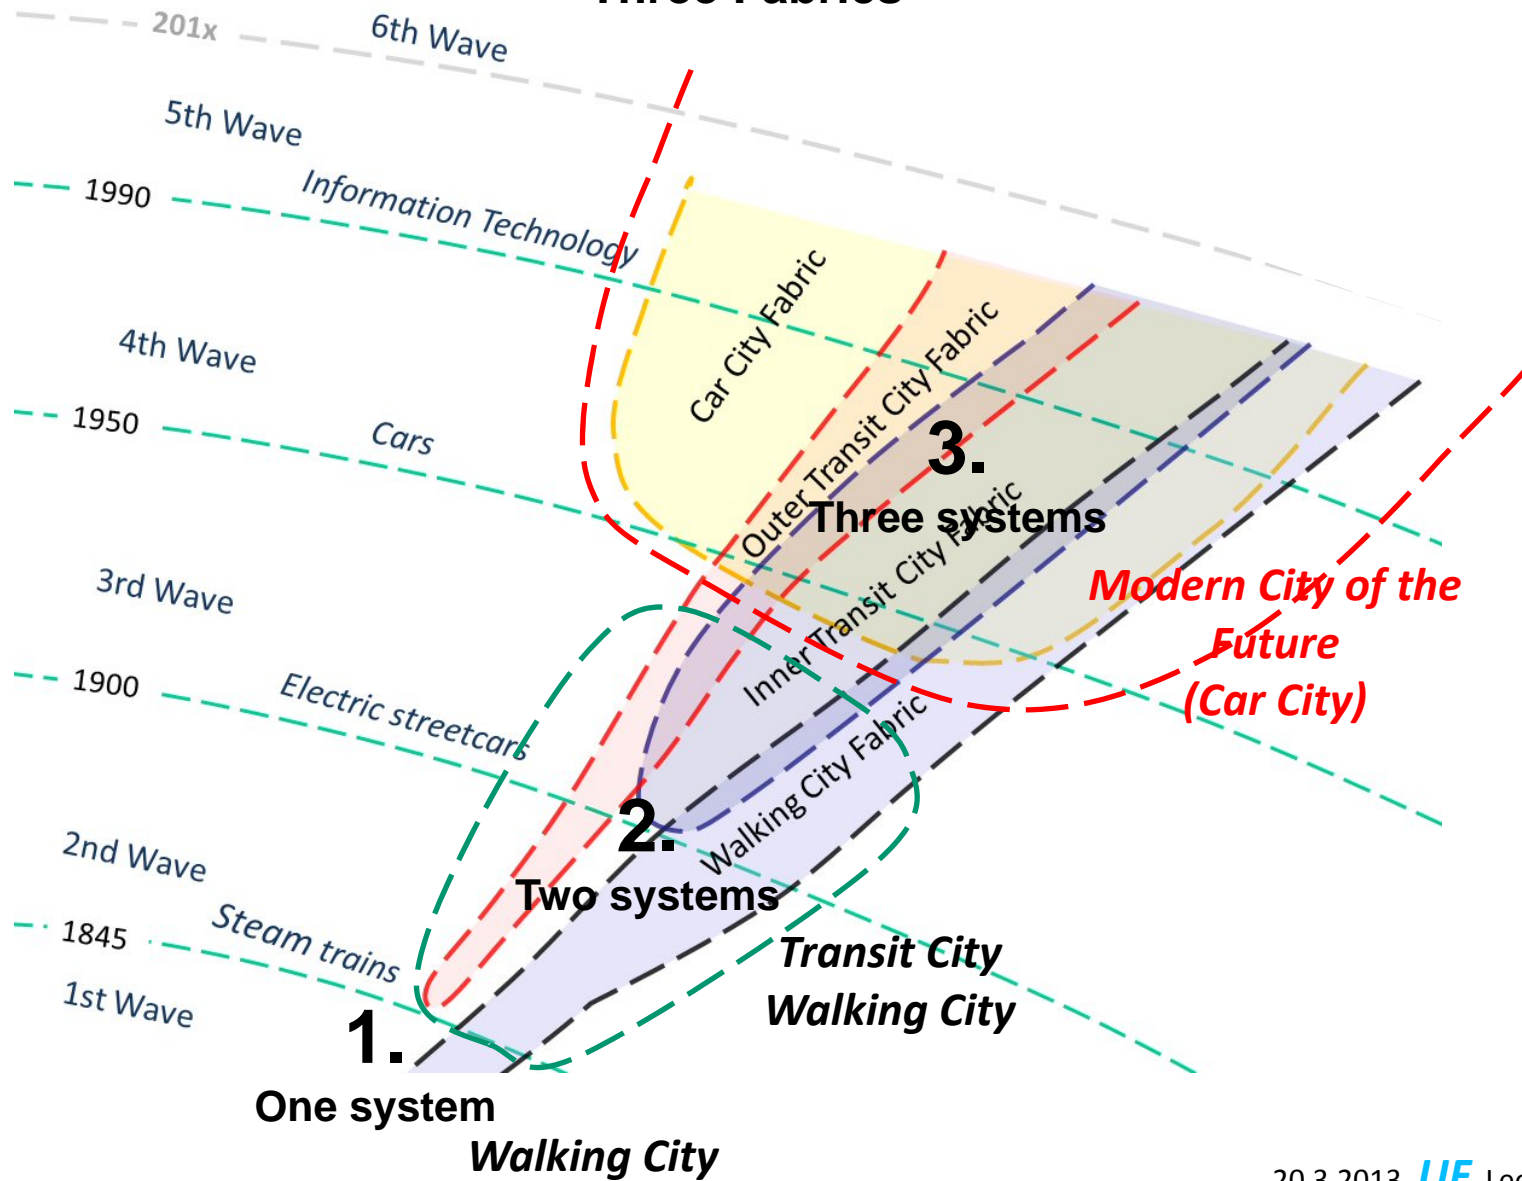 Three Fabrics
201x
6th Wave
5th Wave
1990
Information Technology
4th Wave
1950
Cars
Car City Fabric
Outer Transit City Fabric
3.
Three systems
Inner Transit City Fabric
Modern City of the
Future
(Car City)
3rd Wave
1900
Electric streetcars
Walking City Fabric
2.
Two systems
2nd Wave
1845
Steam trains
Transit City
Walking City
1st Wave
1.
One system
Walking City
20.3.2013